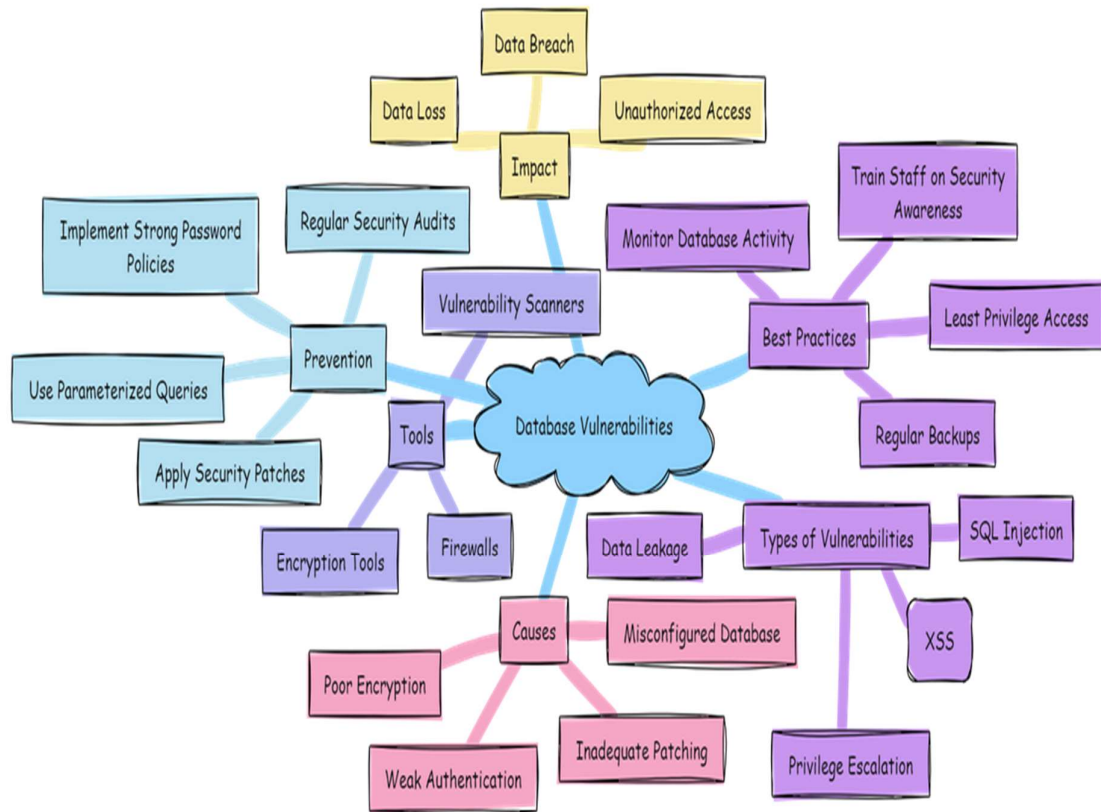 Data Breach
Data Loss
Unauthorized Access
Impact
Train Staff on Security
Awareness
Implement Strong Password
Policies
Regular Security Audits
Monitor Database Activity
Vulnerability Scanners
Least Privilege Access
Best Practices
Prevention
Use Parameterized Queries
Tools
Database Vulnerabilities
Regular Backups
Apply Security Patches
Encryption Tools
Firewalls
Data Leakage
Types of Vulnerabilities
SQL Injection
Causes
Misconfigured Database
XSS
Poor Encryption
Weak Authentication
Inadequate Patching
Privilege Escalation